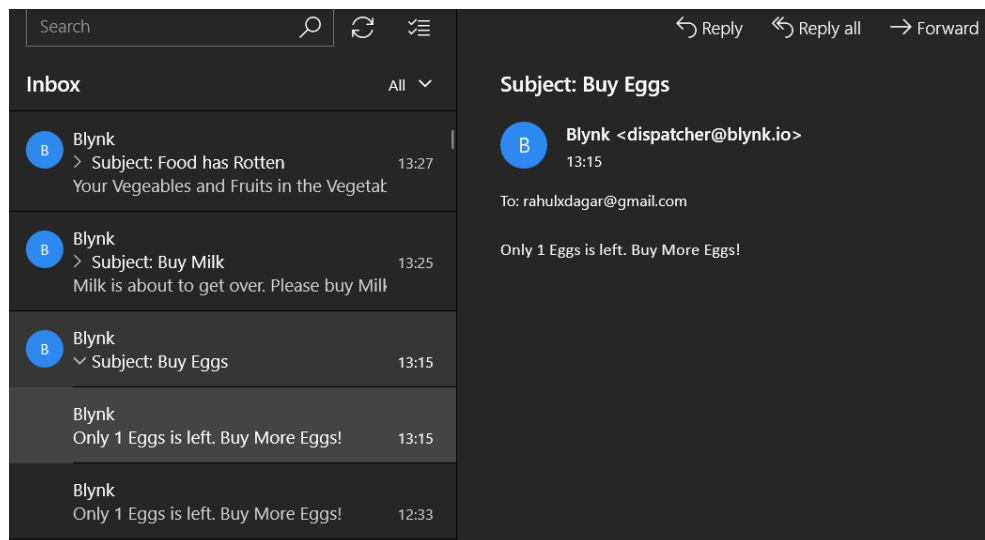 Search
Reply
Reply all
Forward
Inbox
All
B
Blynk
Subject: Food has Rotten
13:27
Your Vegeables and Fruits in the Vegetab
B
Blynk
Subject: Buy Milk
13:25
Milk is about to get over. Please buy Milk
B
Blynk
Subject: Buy Eggs
13:15
Blynk
Only 1 Eggs is left. Buy More Eggs!
13:15
Blynk
Only 1 Eggs is left. Buy More Eggs!
12:33
Subject: Buy Eggs
B
Blynk <dispatcher@blynk.io>
13:15
To: rahulxdagar@gmail.com
Only 1 Eggs is left. Buy More Eggs!